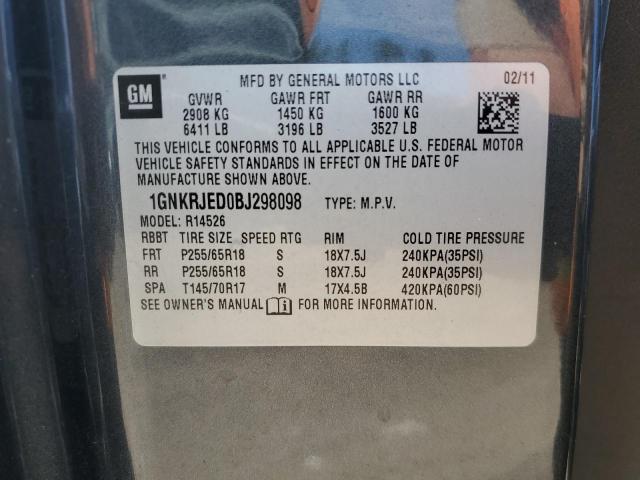 GM
MFD BY GENERAL MOTORS LLC 02/11
GVWR GAWR FRT GAWR RR
2908 KG 1450 KG 1600 KG
6411 LB 3196 LB 3527 LB
THIS VEHICLE CONFORMS TO ALL APPLICABLE U.S. FEDERAL MOTOR
VEHICLE SAFETY STANDARDS IN EFFECT ON THE DATE OF
MANUFACTURE SHOWN ABOVE.
1GNKRJED0BJ298098 TYPE: M.P.V.
MODEL: R14526
RBBT TIRE SIZE SPEED RTG RIM COLD TIRE PRESSURE
FRT P255/65R18 S 18X7.5J 240KPA(35PSI)
RR P255/65R18 S 18X7.5J 240KPA(35PSI)
SPA T145/70R17 M 17X4.5B 420KPA(60PSI)
SEE OWNER'S MANUAL FOR MORE INFORMATION.